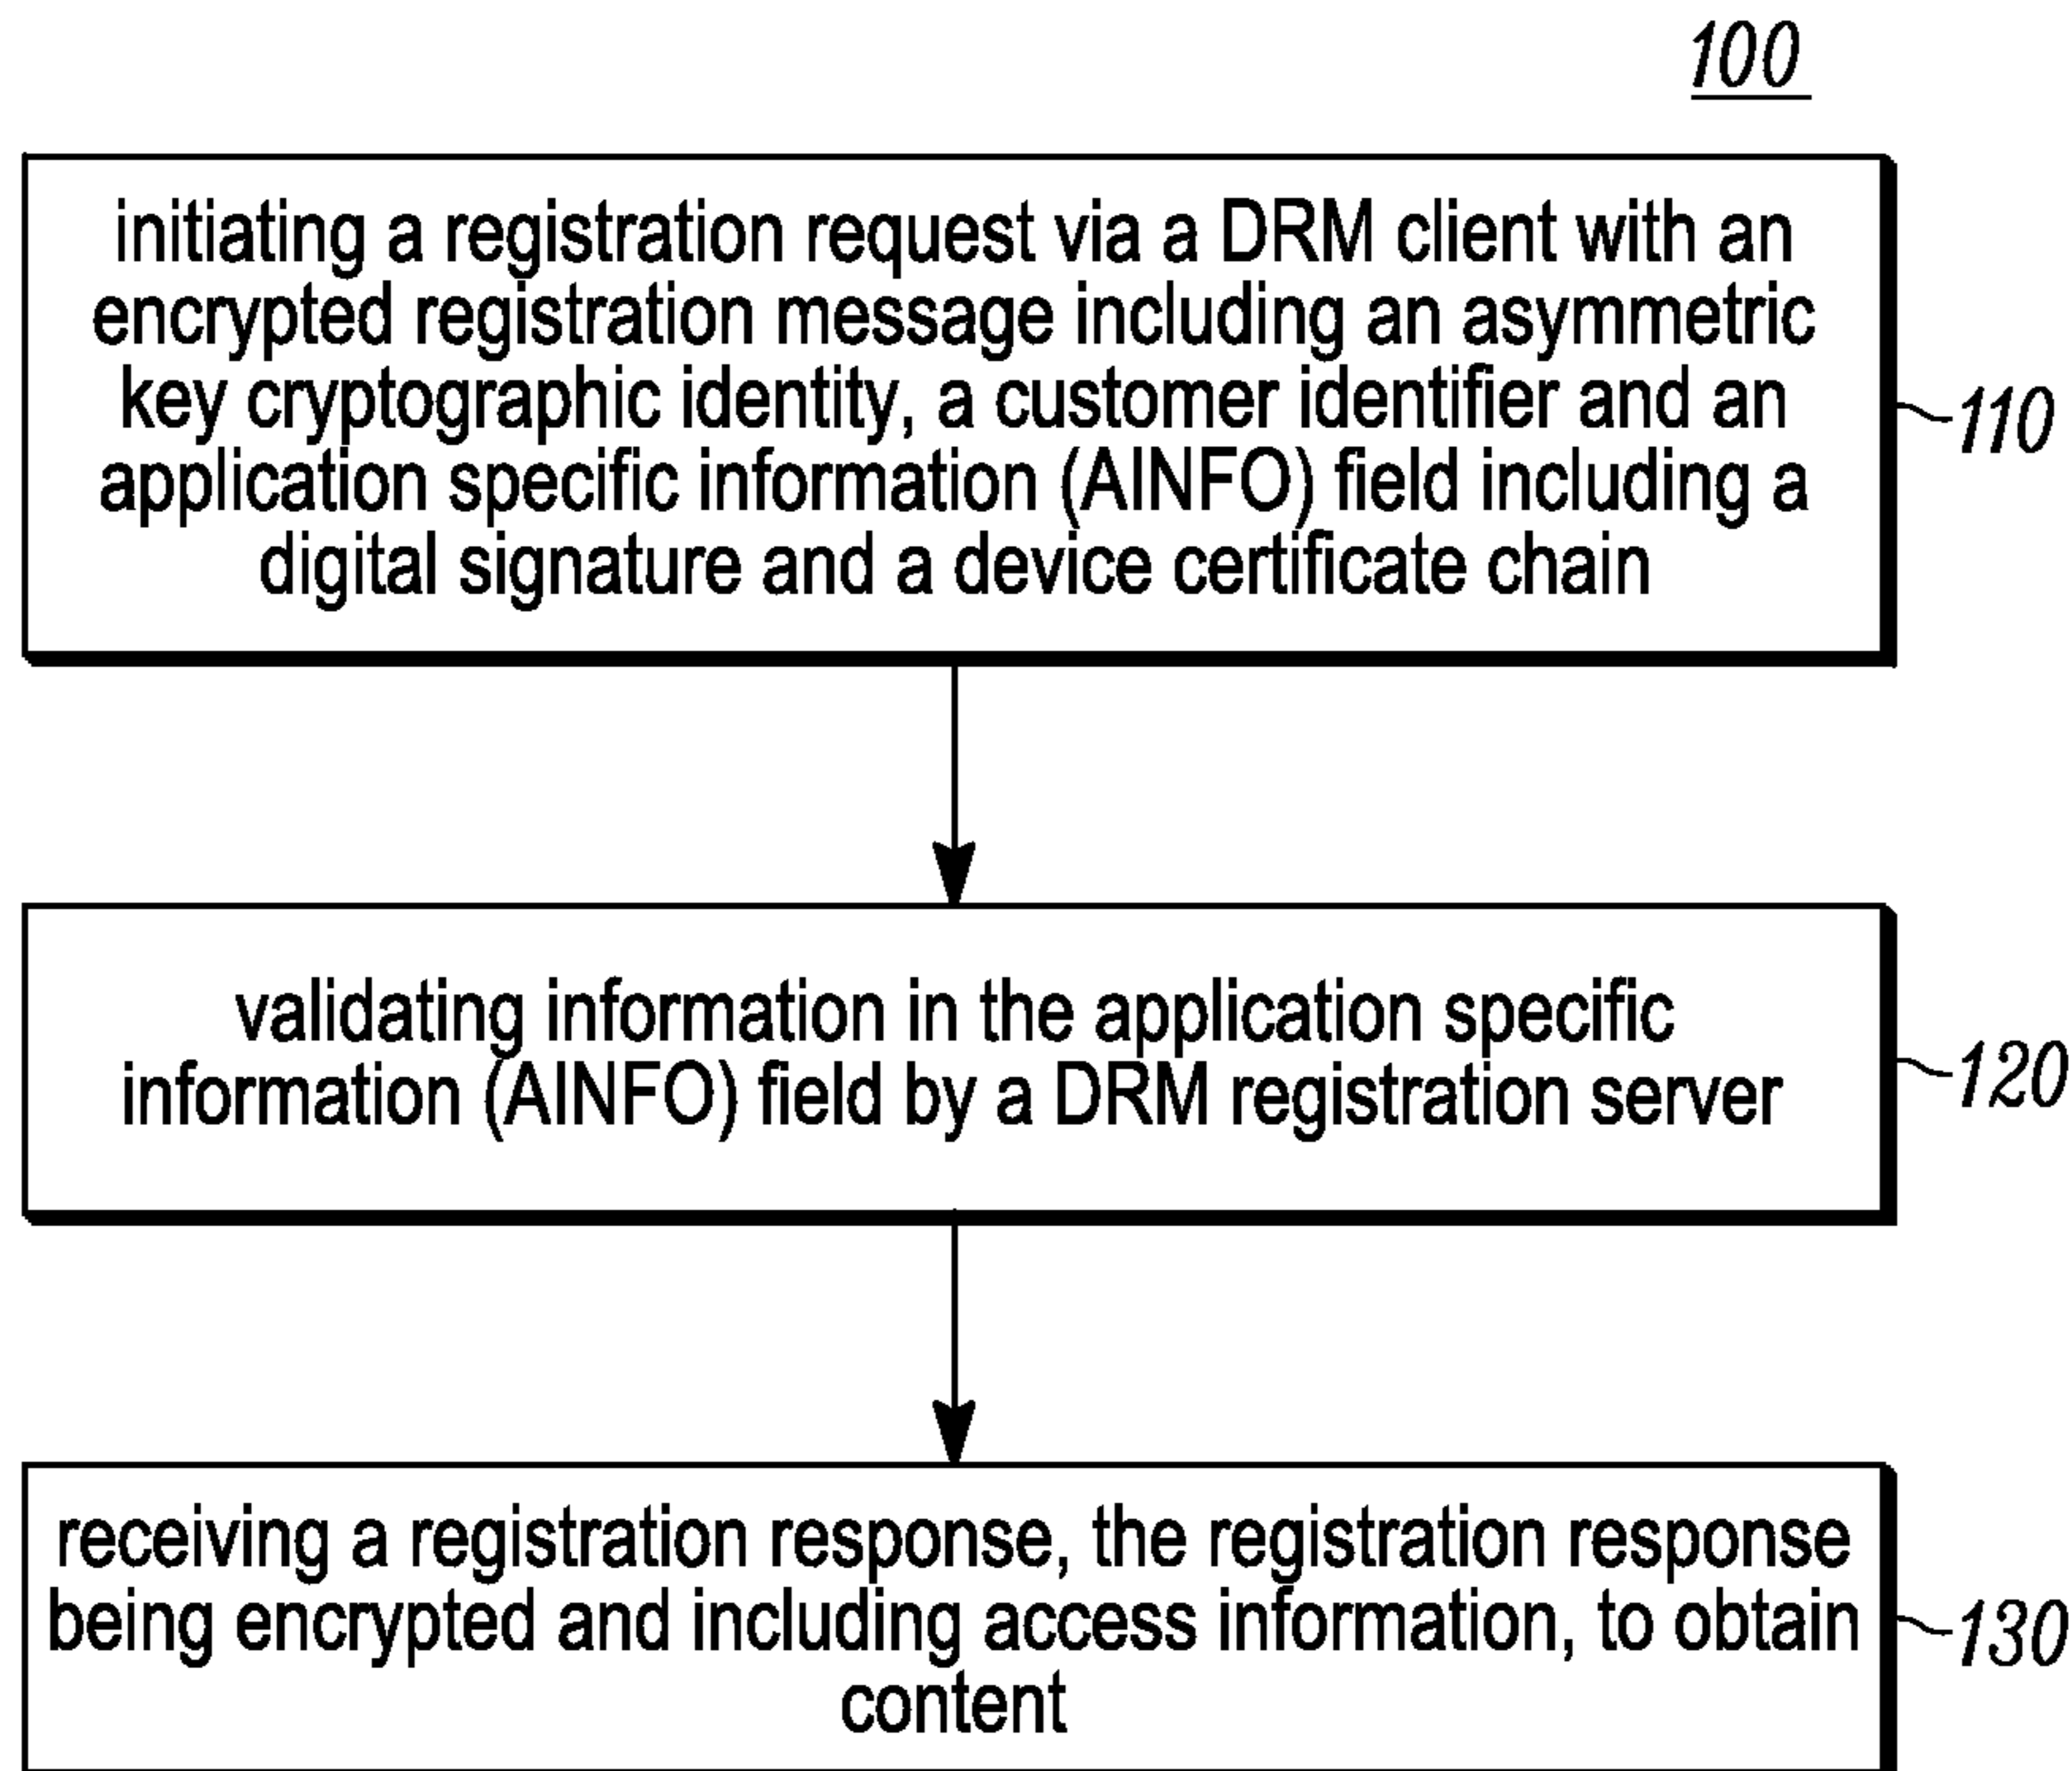 100
initiating a registration request via a DRM client with an
encrypted registration message including an asymmetric
key cryptographic identity, a customer identifier and an
application specific information (AINFO) field including a
digital signature and a device certificate chain
110
validating information in the application specific
information (AINFO) field by a DRM registration server
120
receiving a registration response, the registration response
being encrypted and including access information, to obtain
content
130